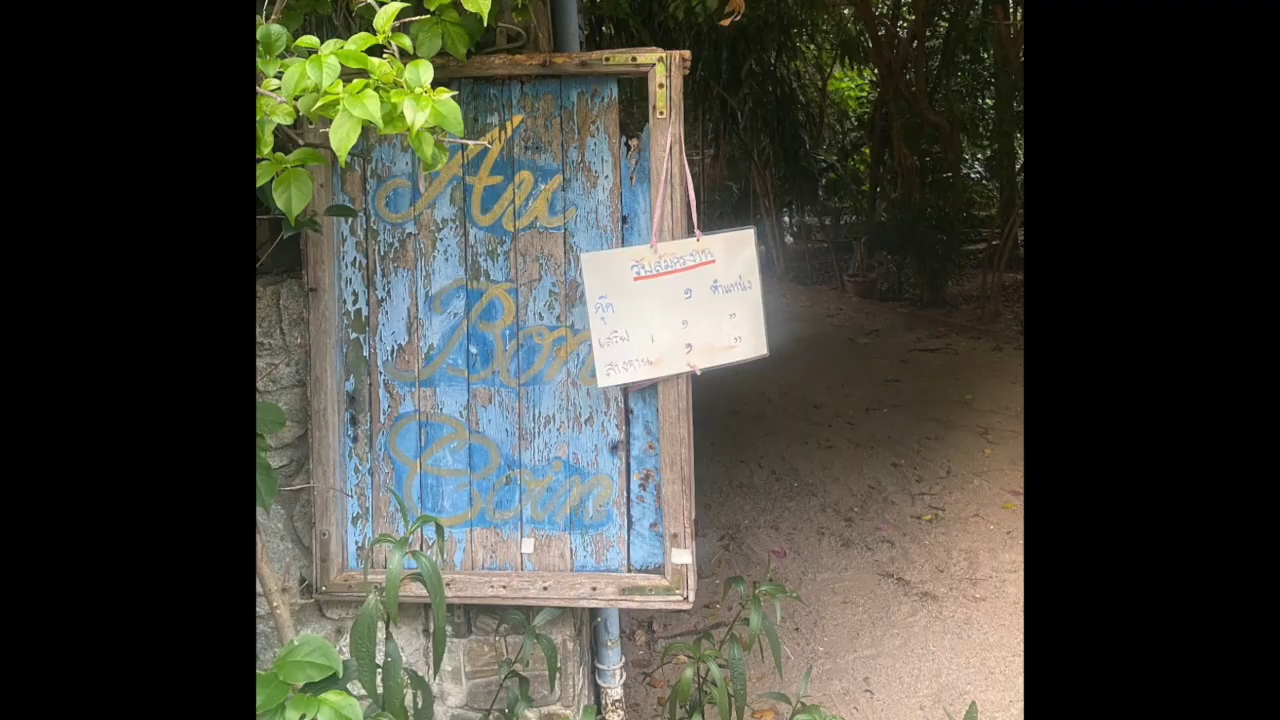 Au
Bon
Coin
รับสมัครงาน
กุ๊ก ๑ ตำแหน่ง
เสริฟ ๑ "
ล้างจาน ๑ "